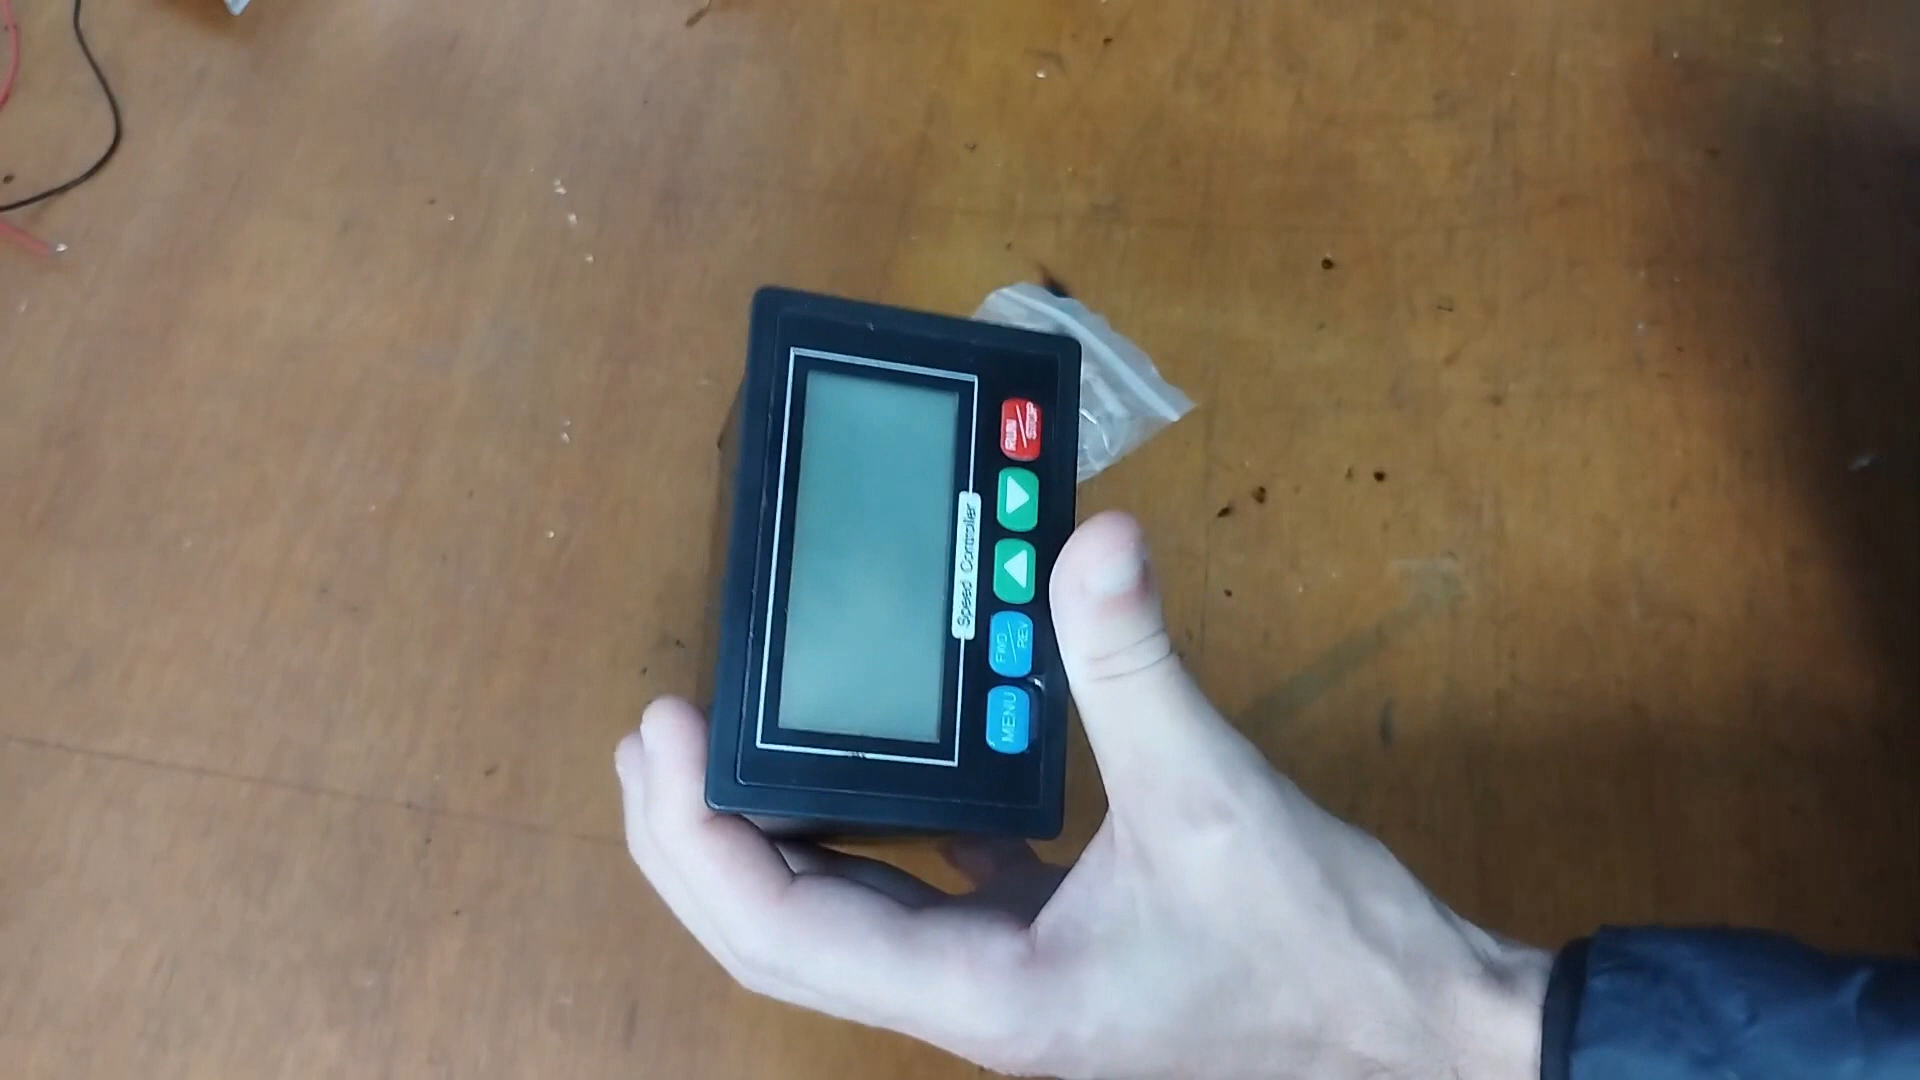 Speed Controller
MENU
FWD
REV
RUN
STOP